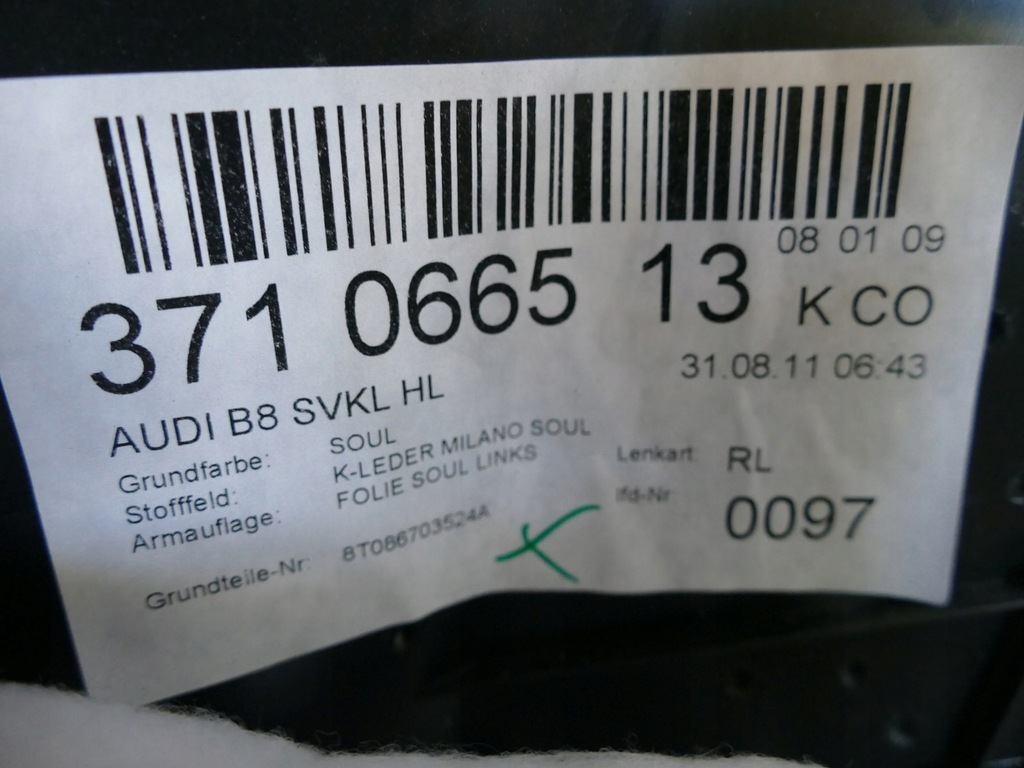 08 01 09
371 0665 13 K CO
31.08.11 06:43
AUDI B8 SVKL HL
Grundfarbe: SOUL
Stofffeld: K-LEDER MILANO SOUL
Armauflage: FOLIE SOUL LINKS
Lenkart: RL
lfd-Nr: 0097
Grundteile-Nr: 8T086703524A